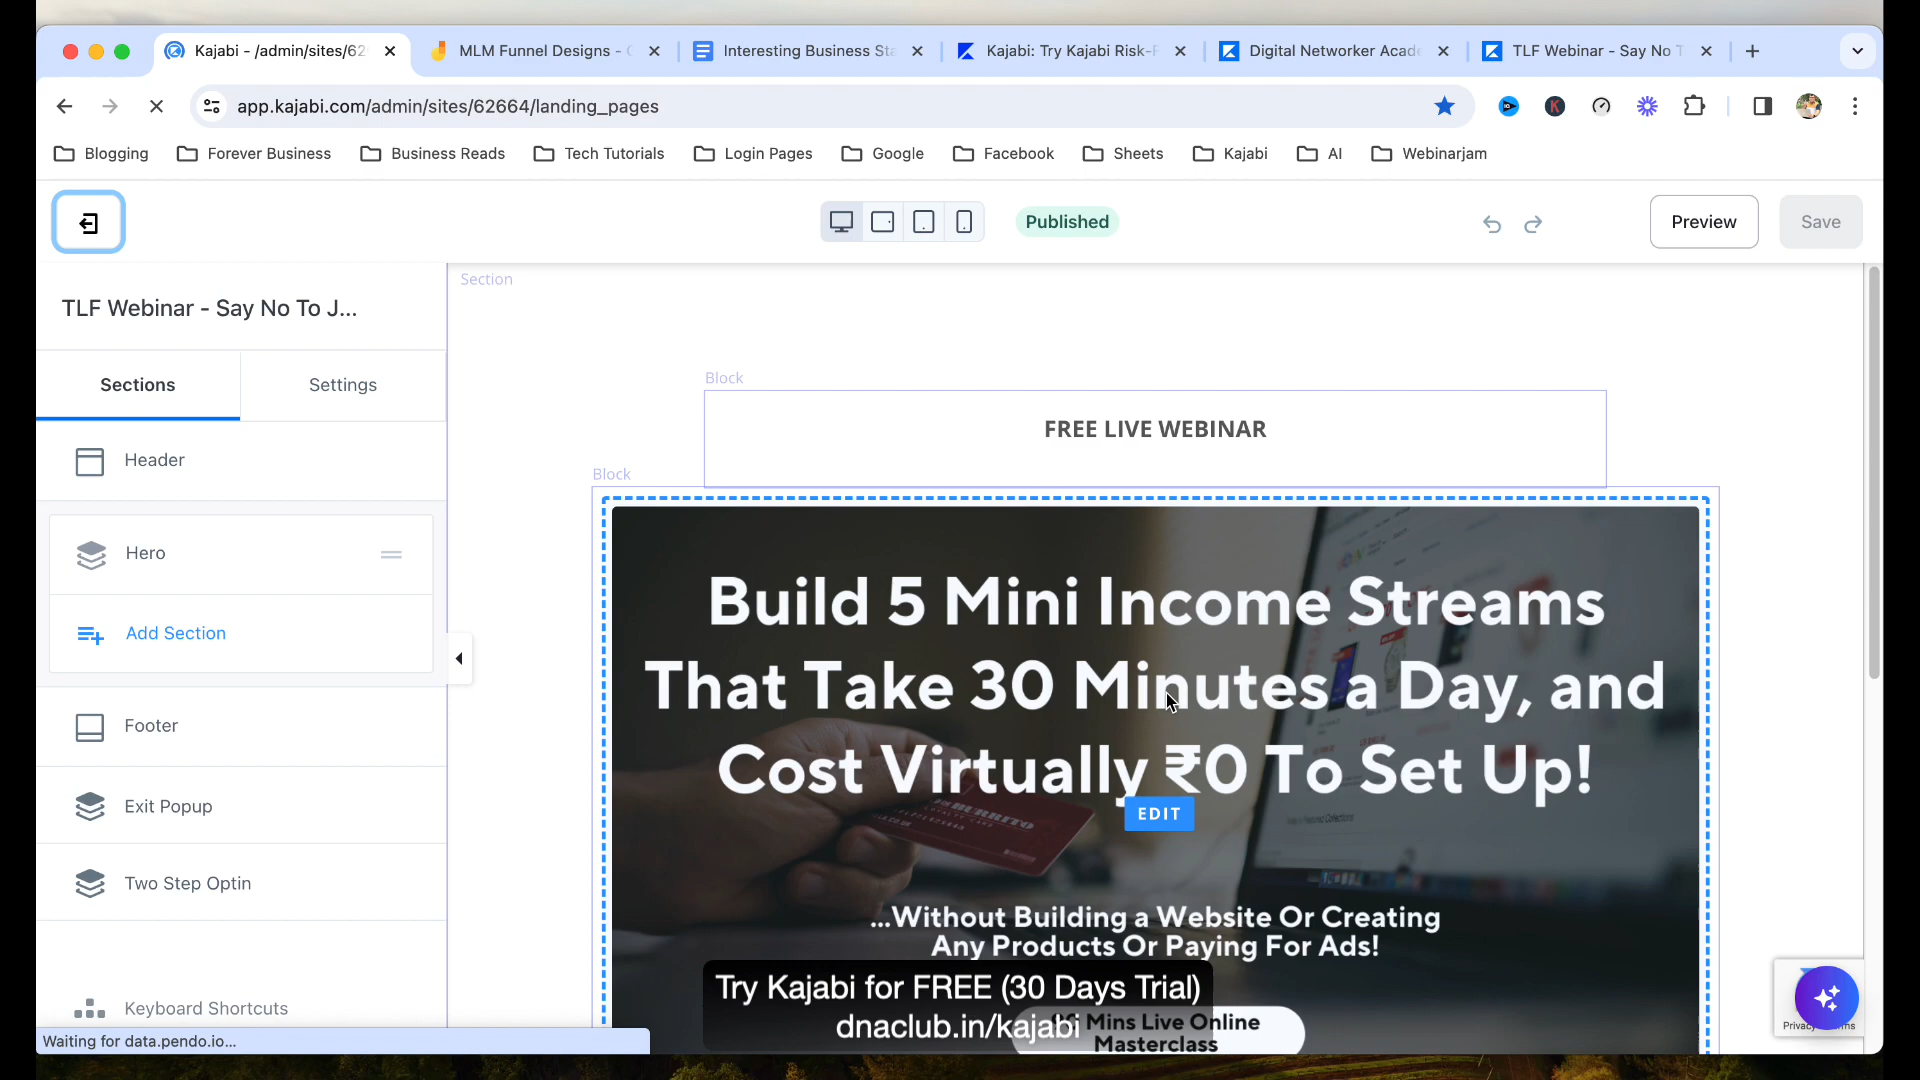 Kajabi - /admin/sites/62
MLM Funnel Designs -
Interesting Business Sta
Kajabi: Try Kajabi Risk-F
Digital Networker Acade
TLF Webinar - Say No T
app.kajabi.com/admin/sites/62664/landing_pages
Blogging
Forever Business
Business Reads
Tech Tutorials
Login Pages
Google
Facebook
Sheets
Kajabi
AI
Webinarjam
Published
Preview
Save
TLF Webinar - Say No To J...
Sections
Settings
Header
Hero
Add Section
Footer
Exit Popup
Two Step Optin
Keyboard Shortcuts
Waiting for data.pendo.io...
Section
Block
FREE LIVE WEBINAR
Block
Build 5 Mini Income Streams
That Take 30 Minutes a Day, and
Cost Virtually ₹0 To Set Up!
EDIT
...Without Building a Website Or Creating
Any Products Or Paying For Ads!
Mins Live Online
Masterclass
Try Kajabi for FREE (30 Days Trial)
dnaclub.in/kajabi